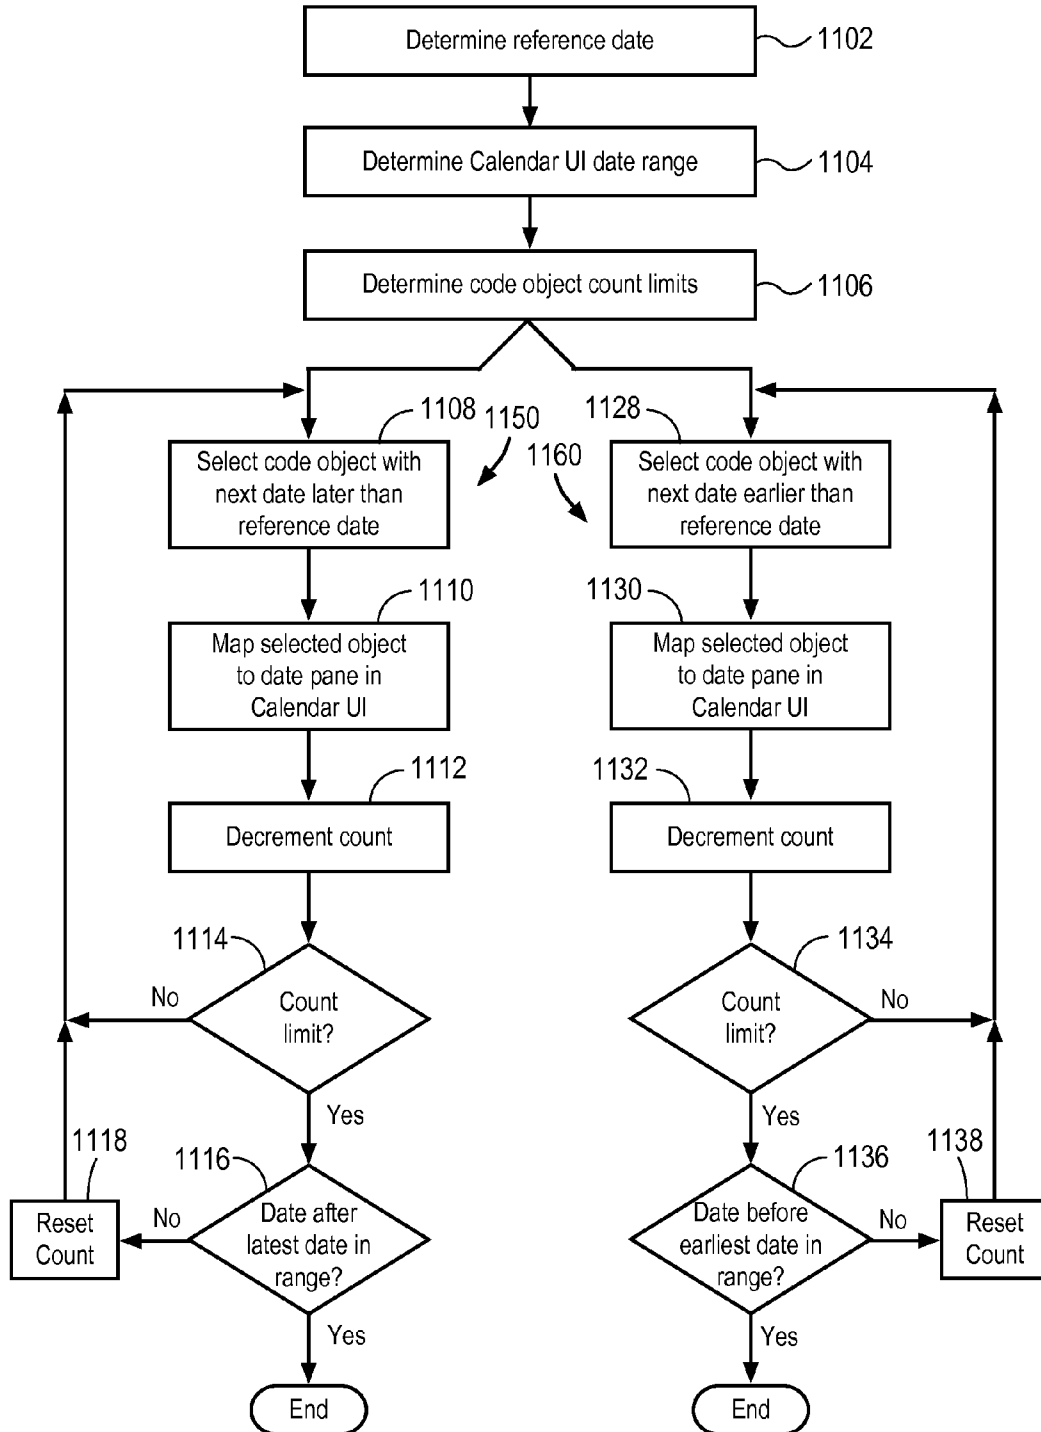 Determine reference date
1102
Determine Calendar UI date range
1104
Determine code object count limits
1106
1108
1150
Select code object with
next date later than
reference date
1110
Map selected object
to date pane in
Calendar UI
1112
Decrement count
1114
Count
limit?
No
Yes
1116
Date after
latest date in
range?
No
1118
Reset
Count
Yes
End
1128
1160
Select code object with
next date earlier than
reference date
1130
Map selected object
to date pane in
Calendar UI
1132
Decrement count
1134
Count
limit?
No
Yes
1136
Date before
earliest date in
range?
No
1138
Reset
Count
Yes
End